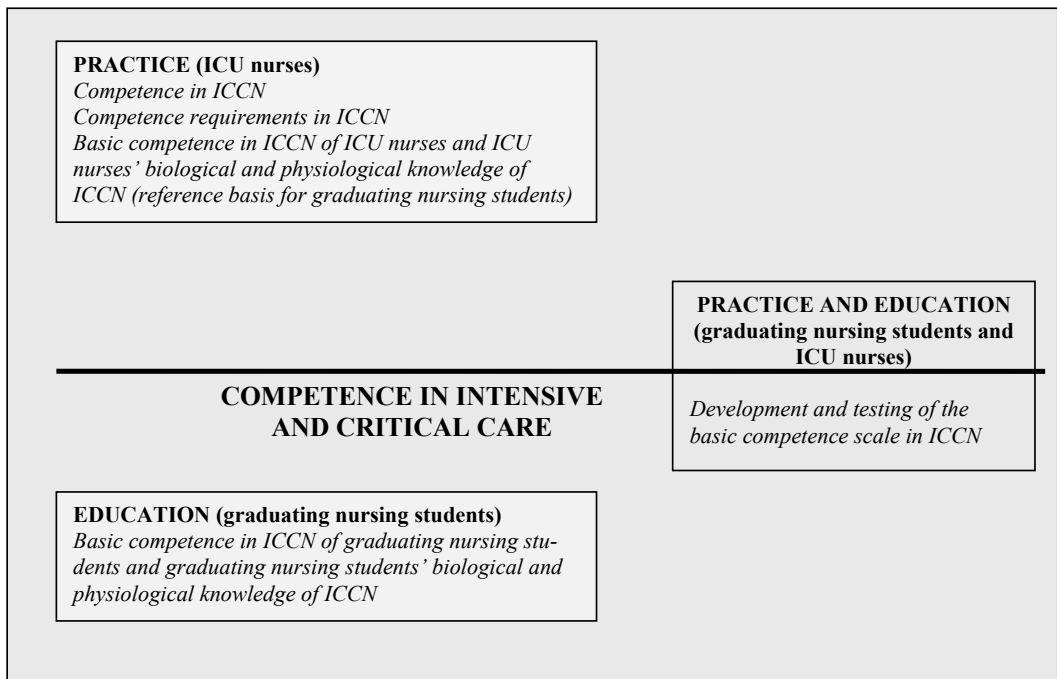 PRACTICE (ICU nurses)
Competence in ICCN
Competence requirements in ICCN
Basic competence in ICCN of ICU nurses and ICU
nurses’ biological and physiological knowledge of
ICCN (reference basis for graduating nursing students)
PRACTICE AND EDUCATION
(graduating nursing students and
ICU nurses)
COMPETENCE IN INTENSIVE
AND CRITICAL CARE
Development and testing of the
basic competence scale in ICCN
EDUCATION (graduating nursing students)
Basic competence in ICCN of graduating nursing stu-
dents and graduating nursing students’ biological and
physiological knowledge of ICCN